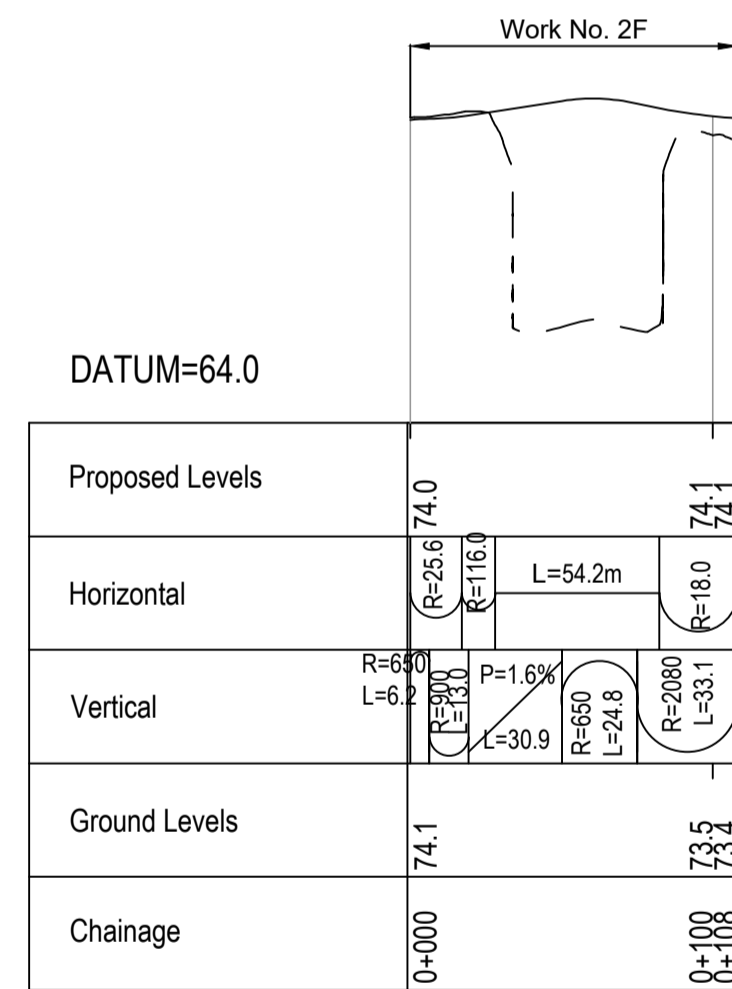 Work No. 2F
DATUM=64.0
Proposed Levels
74.0
74.1
74.1
Horizontal
R=25.6
R=116.0
L=54.2m
R=18.0
Vertical
R=650
L=6.2
R=900
L=13.0
P=1.6%
L=30.9
R=650
L=24.8
R=2080
L=33.1
Ground Levels
74.1
73.5
73.4
Chainage
0+000
0+100
0+108